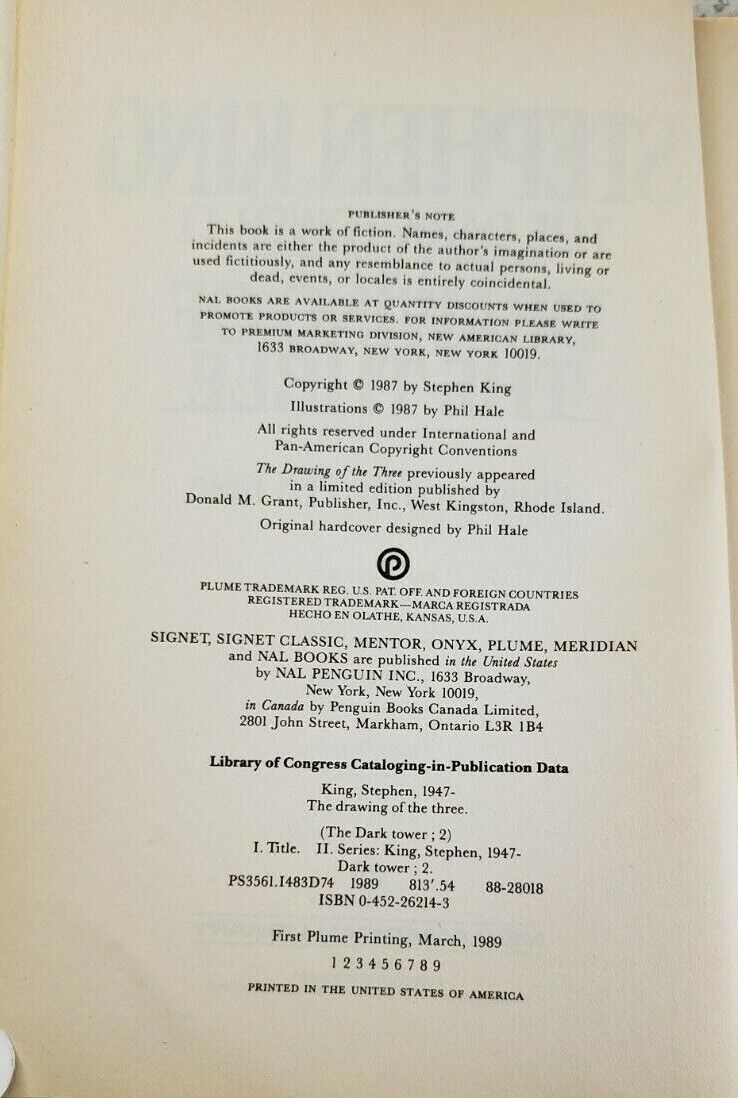 PUBLISHER'S NOTE
This book is a work of fiction. Names, characters, places, and
incidents are either the product of the author's imagination or are
used fictitiously, and any resemblance to actual persons, living or
dead, events, or locales is entirely coincidental.
NAL BOOKS ARE AVAILABLE AT QUANTITY DISCOUNTS WHEN USED TO
PROMOTE PRODUCTS OR SERVICES. FOR INFORMATION PLEASE WRITE
TO PREMIUM MARKETING DIVISION, NEW AMERICAN LIBRARY,
1633 BROADWAY, NEW YORK, NEW YORK 10019.
Copyright © 1987 by Stephen King
Illustrations © 1987 by Phil Hale
All rights reserved under International and
Pan-American Copyright Conventions
The Drawing of the Three previously appeared
in a limited edition published by
Donald M. Grant, Publisher, Inc., West Kingston, Rhode Island.
Original hardcover designed by Phil Hale
P
PLUME TRADEMARK REG. U.S. PAT. OFF. AND FOREIGN COUNTRIES
REGISTERED TRADEMARK—MARCA REGISTRADA
HECHO EN OLATHE, KANSAS, U.S.A.
SIGNET, SIGNET CLASSIC, MENTOR, ONYX, PLUME, MERIDIAN
and NAL BOOKS are published in the United States
by NAL PENGUIN INC., 1633 Broadway,
New York, New York 10019,
in Canada by Penguin Books Canada Limited,
2801 John Street, Markham, Ontario L3R 1B4
Library of Congress Cataloging-in-Publication Data
King, Stephen, 1947-
The drawing of the three.
(The Dark tower ; 2)
I. Title. II. Series: King, Stephen, 1947-
Dark tower ; 2.
PS3561.I483D74 1989 813'.54 88-28018
ISBN 0-452-26214-3
First Plume Printing, March, 1989
1 2 3 4 5 6 7 8 9
PRINTED IN THE UNITED STATES OF AMERICA
STEPHEN KING